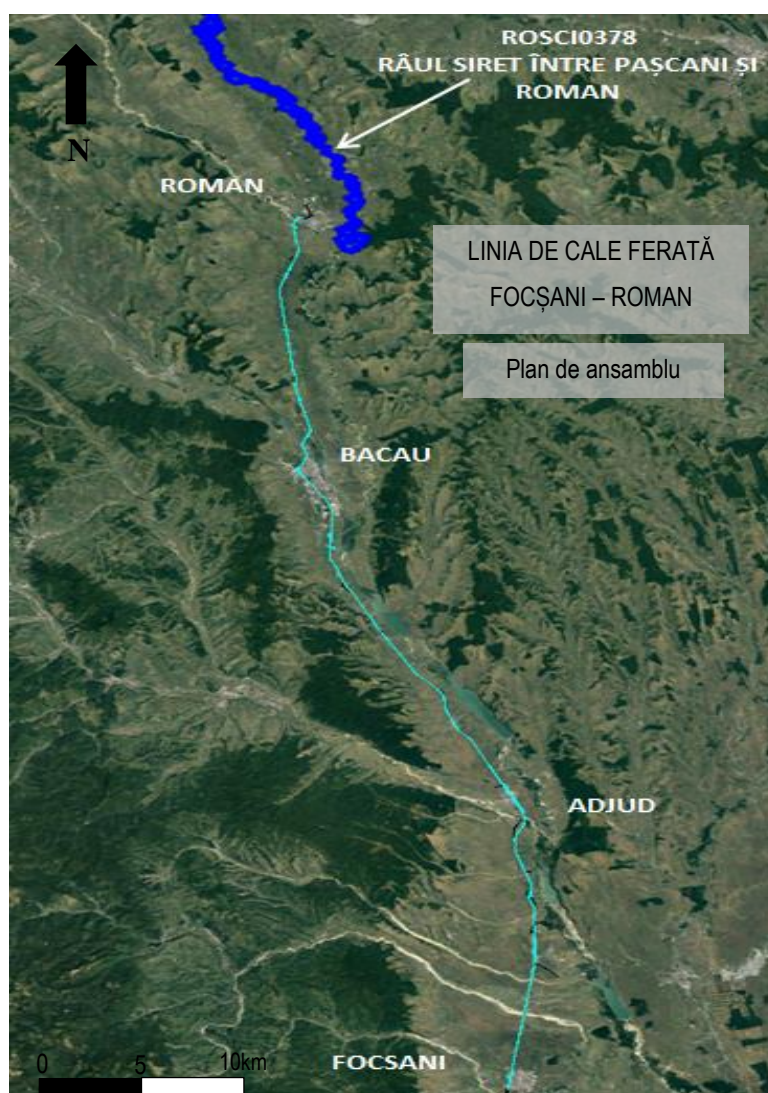 ROSCI0378
RÂUL SIRET ÎNTRE PAȘCANI ȘI
ROMAN
N
ROMAN
LINIA DE CALE FERATĂ
FOCȘANI – ROMAN
Plan de ansamblu
BACAU
ADJUD
FOCSANI
0 5 10km